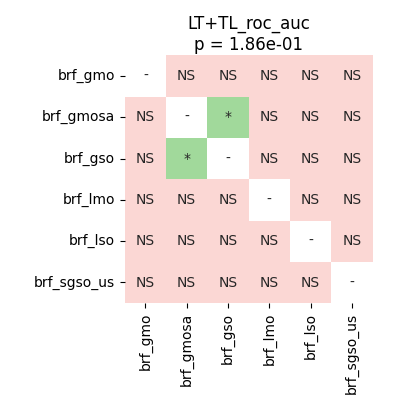 LT+TL_roc_auc
p = 1.86e-01
brf_gmo - NS NS NS NS NS
brf_gmosa NS - * NS NS NS
brf_gso NS * - NS NS NS
brf_lmo NS NS NS - NS NS
brf_lso NS NS NS NS - NS
brf_sgso_us NS NS NS NS NS -
brf_gmo
brf_gmosa
brf_gso
brf_lmo
brf_lso
brf_sgso_us